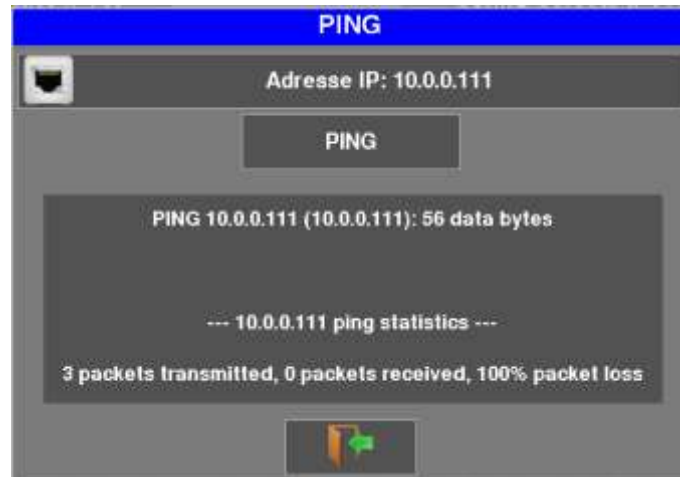 PING
Adresse IP: 10.0.0.111
PING
PING 10.0.0.111 (10.0.0.111): 56 data bytes
--- 10.0.0.111 ping statistics ---
3 packets transmitted, 0 packets received, 100% packet loss